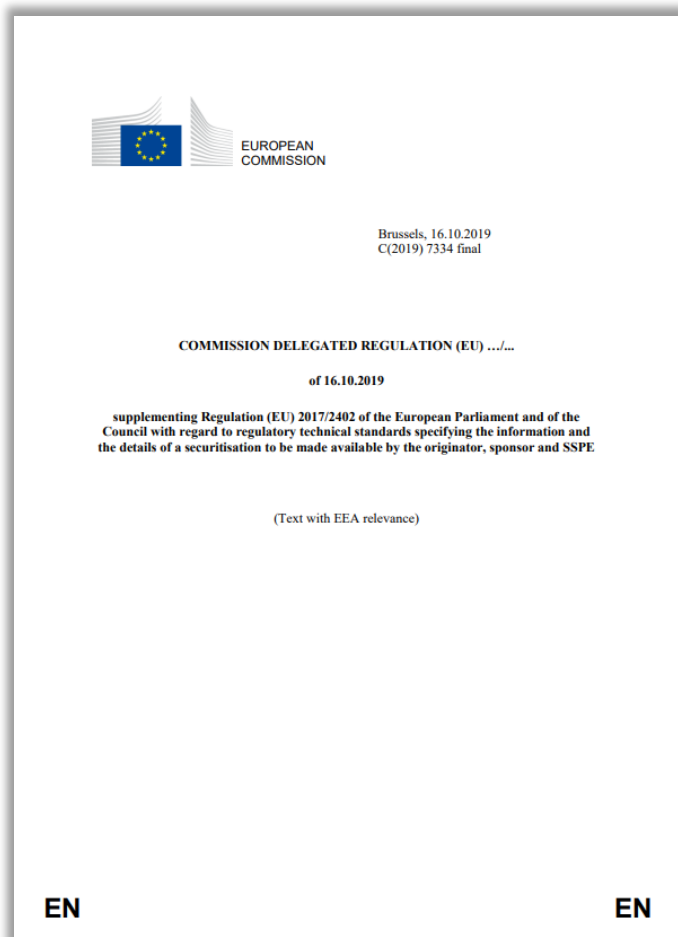 EUROPEAN
COMMISSION
Brussels, 16.10.2019
C(2019) 7334 final
COMMISSION DELEGATED REGULATION (EU) …/...
of 16.10.2019
supplementing Regulation (EU) 2017/2402 of the European Parliament and of the
Council with regard to regulatory technical standards specifying the information and
the details of a securitisation to be made available by the originator, sponsor and SSPE
(Text with EEA relevance)
EN
EN